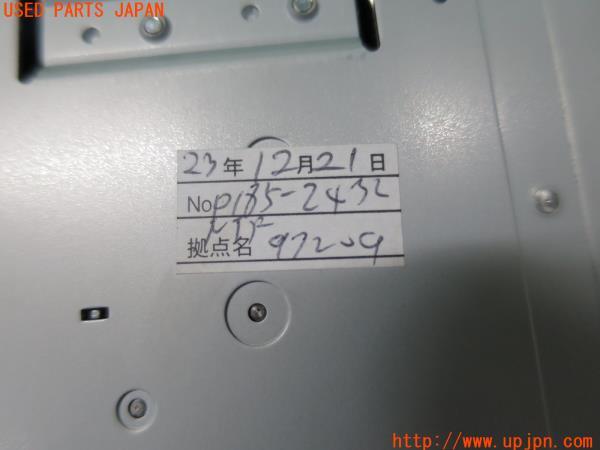 USED PARTS JAPAN
23年12月21日
No P185-2432
拠点名 97209
http://www.upjpn.com/